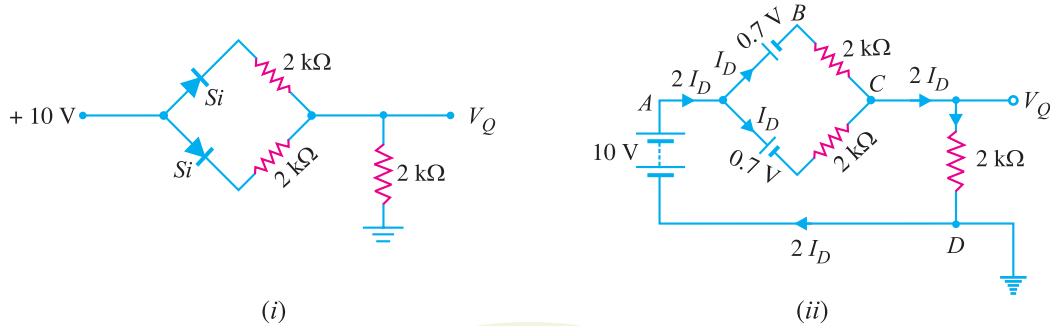 + 10 V
Si
Si
2 kΩ
2 kΩ
V_Q
2 kΩ
(i)
A
10 V
2 I_D
I_D
I_D
0.7 V
0.7 V
B
2 kΩ
2 kΩ
C
2 I_D
V_Q
2 kΩ
D
2 I_D
(ii)